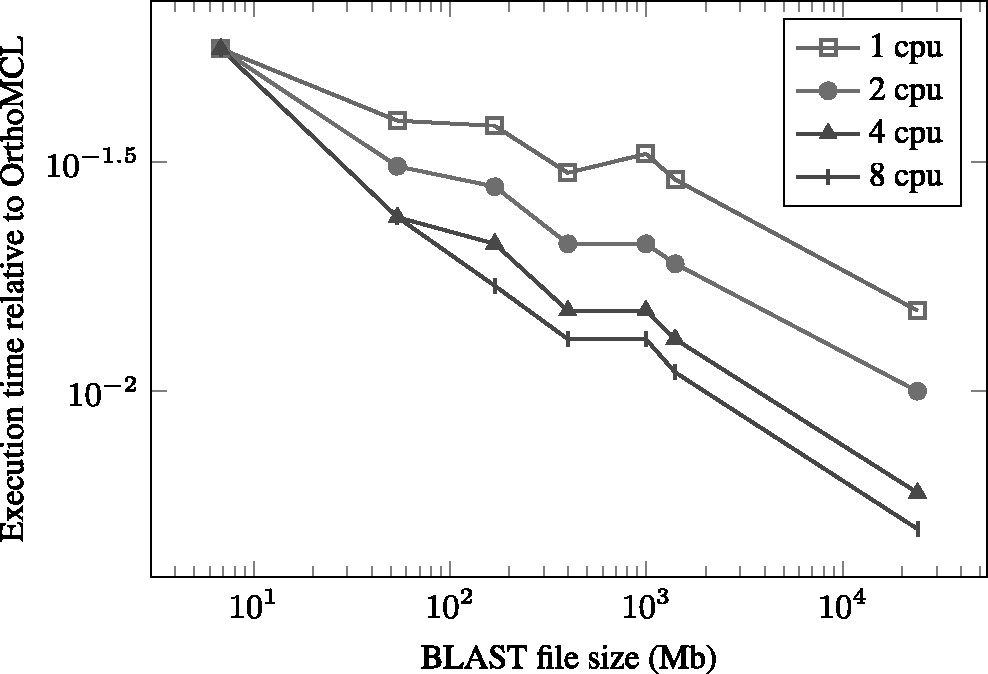 Execution time relative to OrthoMCL
1 cpu
2 cpu
4 cpu
8 cpu
10^−1.5
10^−2
10^1
10^2
10^3
10^4
BLAST file size (Mb)